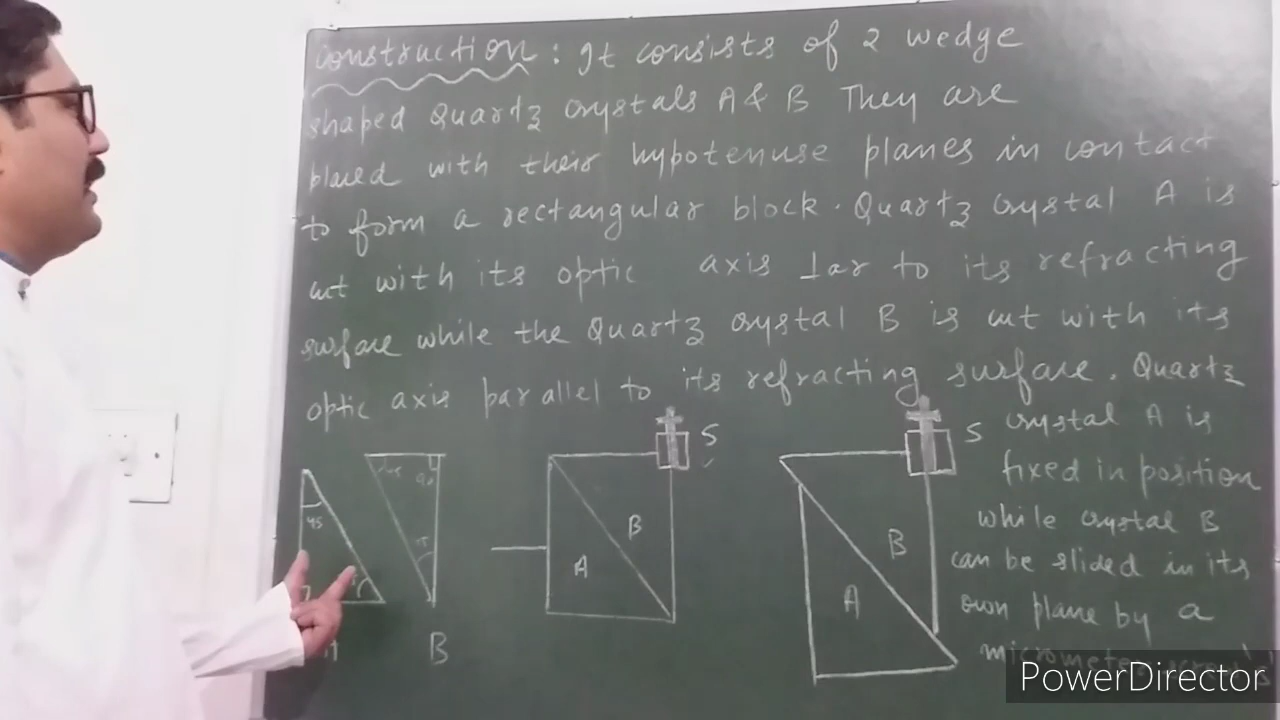 Construction : It consists of 2 wedge
shaped Quartz crystals A & B They are
placed with their hypotenuse planes in contact
to form a rectangular block. Quartz crystal A is
cut with its optic axis ⊥ar to its refracting
surface while the Quartz crystal B is cut with its
optic axis parallel to its refracting surface. Quartz
crystal A is
fixed in position
while crystal B
can be slided in its
own plane by a
45
45
90
45
B
A
B
S
A
B
S
PowerDirector